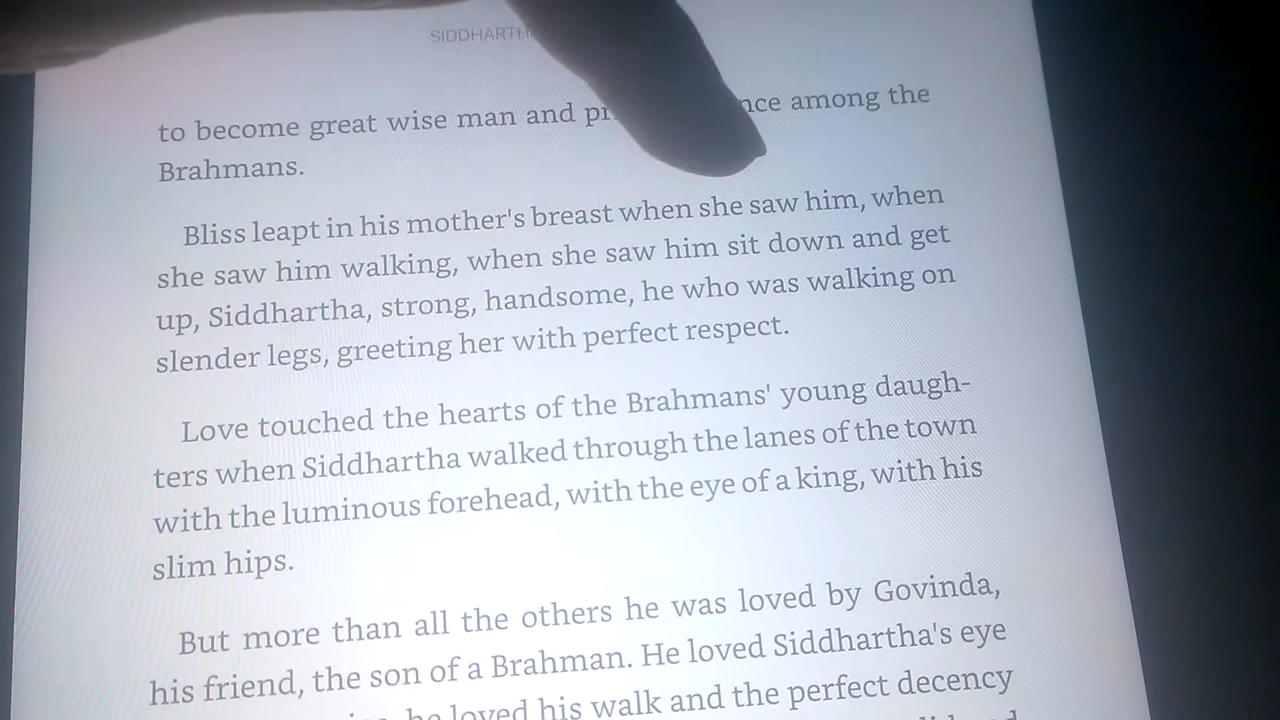 SIDDHARTH
to become great wise man and among the
Brahmans.
Bliss leapt in his mother's breast when she saw him, when
she saw him walking, when she saw him sit down and get
up, Siddhartha, strong, handsome, he who was walking on
slender legs, greeting her with perfect respect.
Love touched the hearts of the Brahmans' young daugh-
ters when Siddhartha walked through the lanes of the town
with the luminous forehead, with the eye of a king, with his
slim hips.
But more than all the others he was loved by Govinda,
his friend, the son of a Brahman. He loved Siddhartha's eye
he loved his walk and the perfect decency